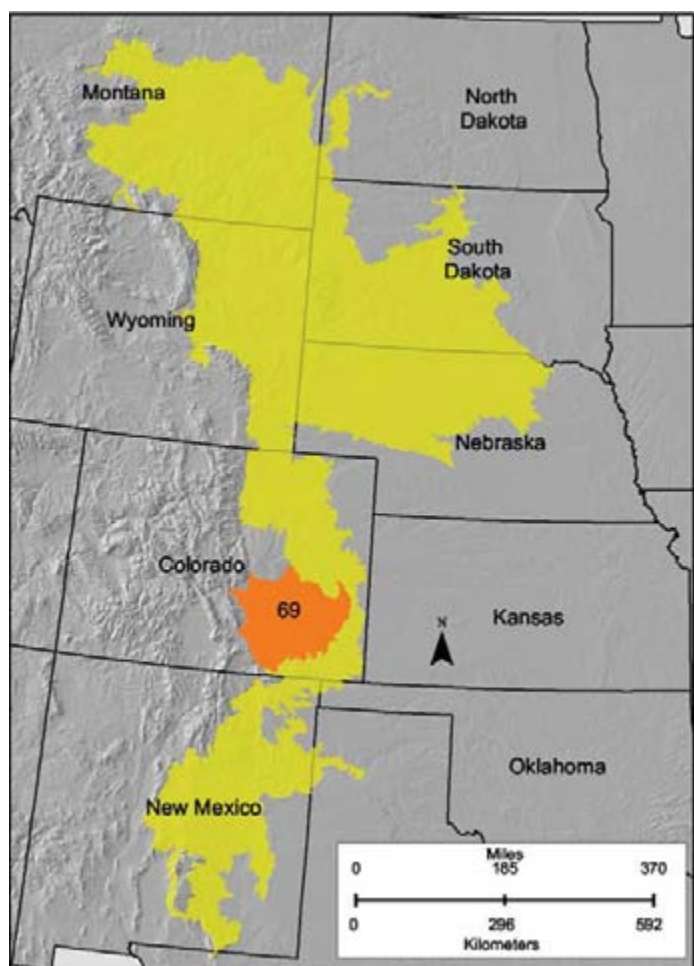 Montana
North
Dakota
South
Dakota
Wyoming
Nebraska
Colorado
69
Kansas
N
Oklahoma
New Mexico
Miles
0 185 370
0 296 592
Kilometers